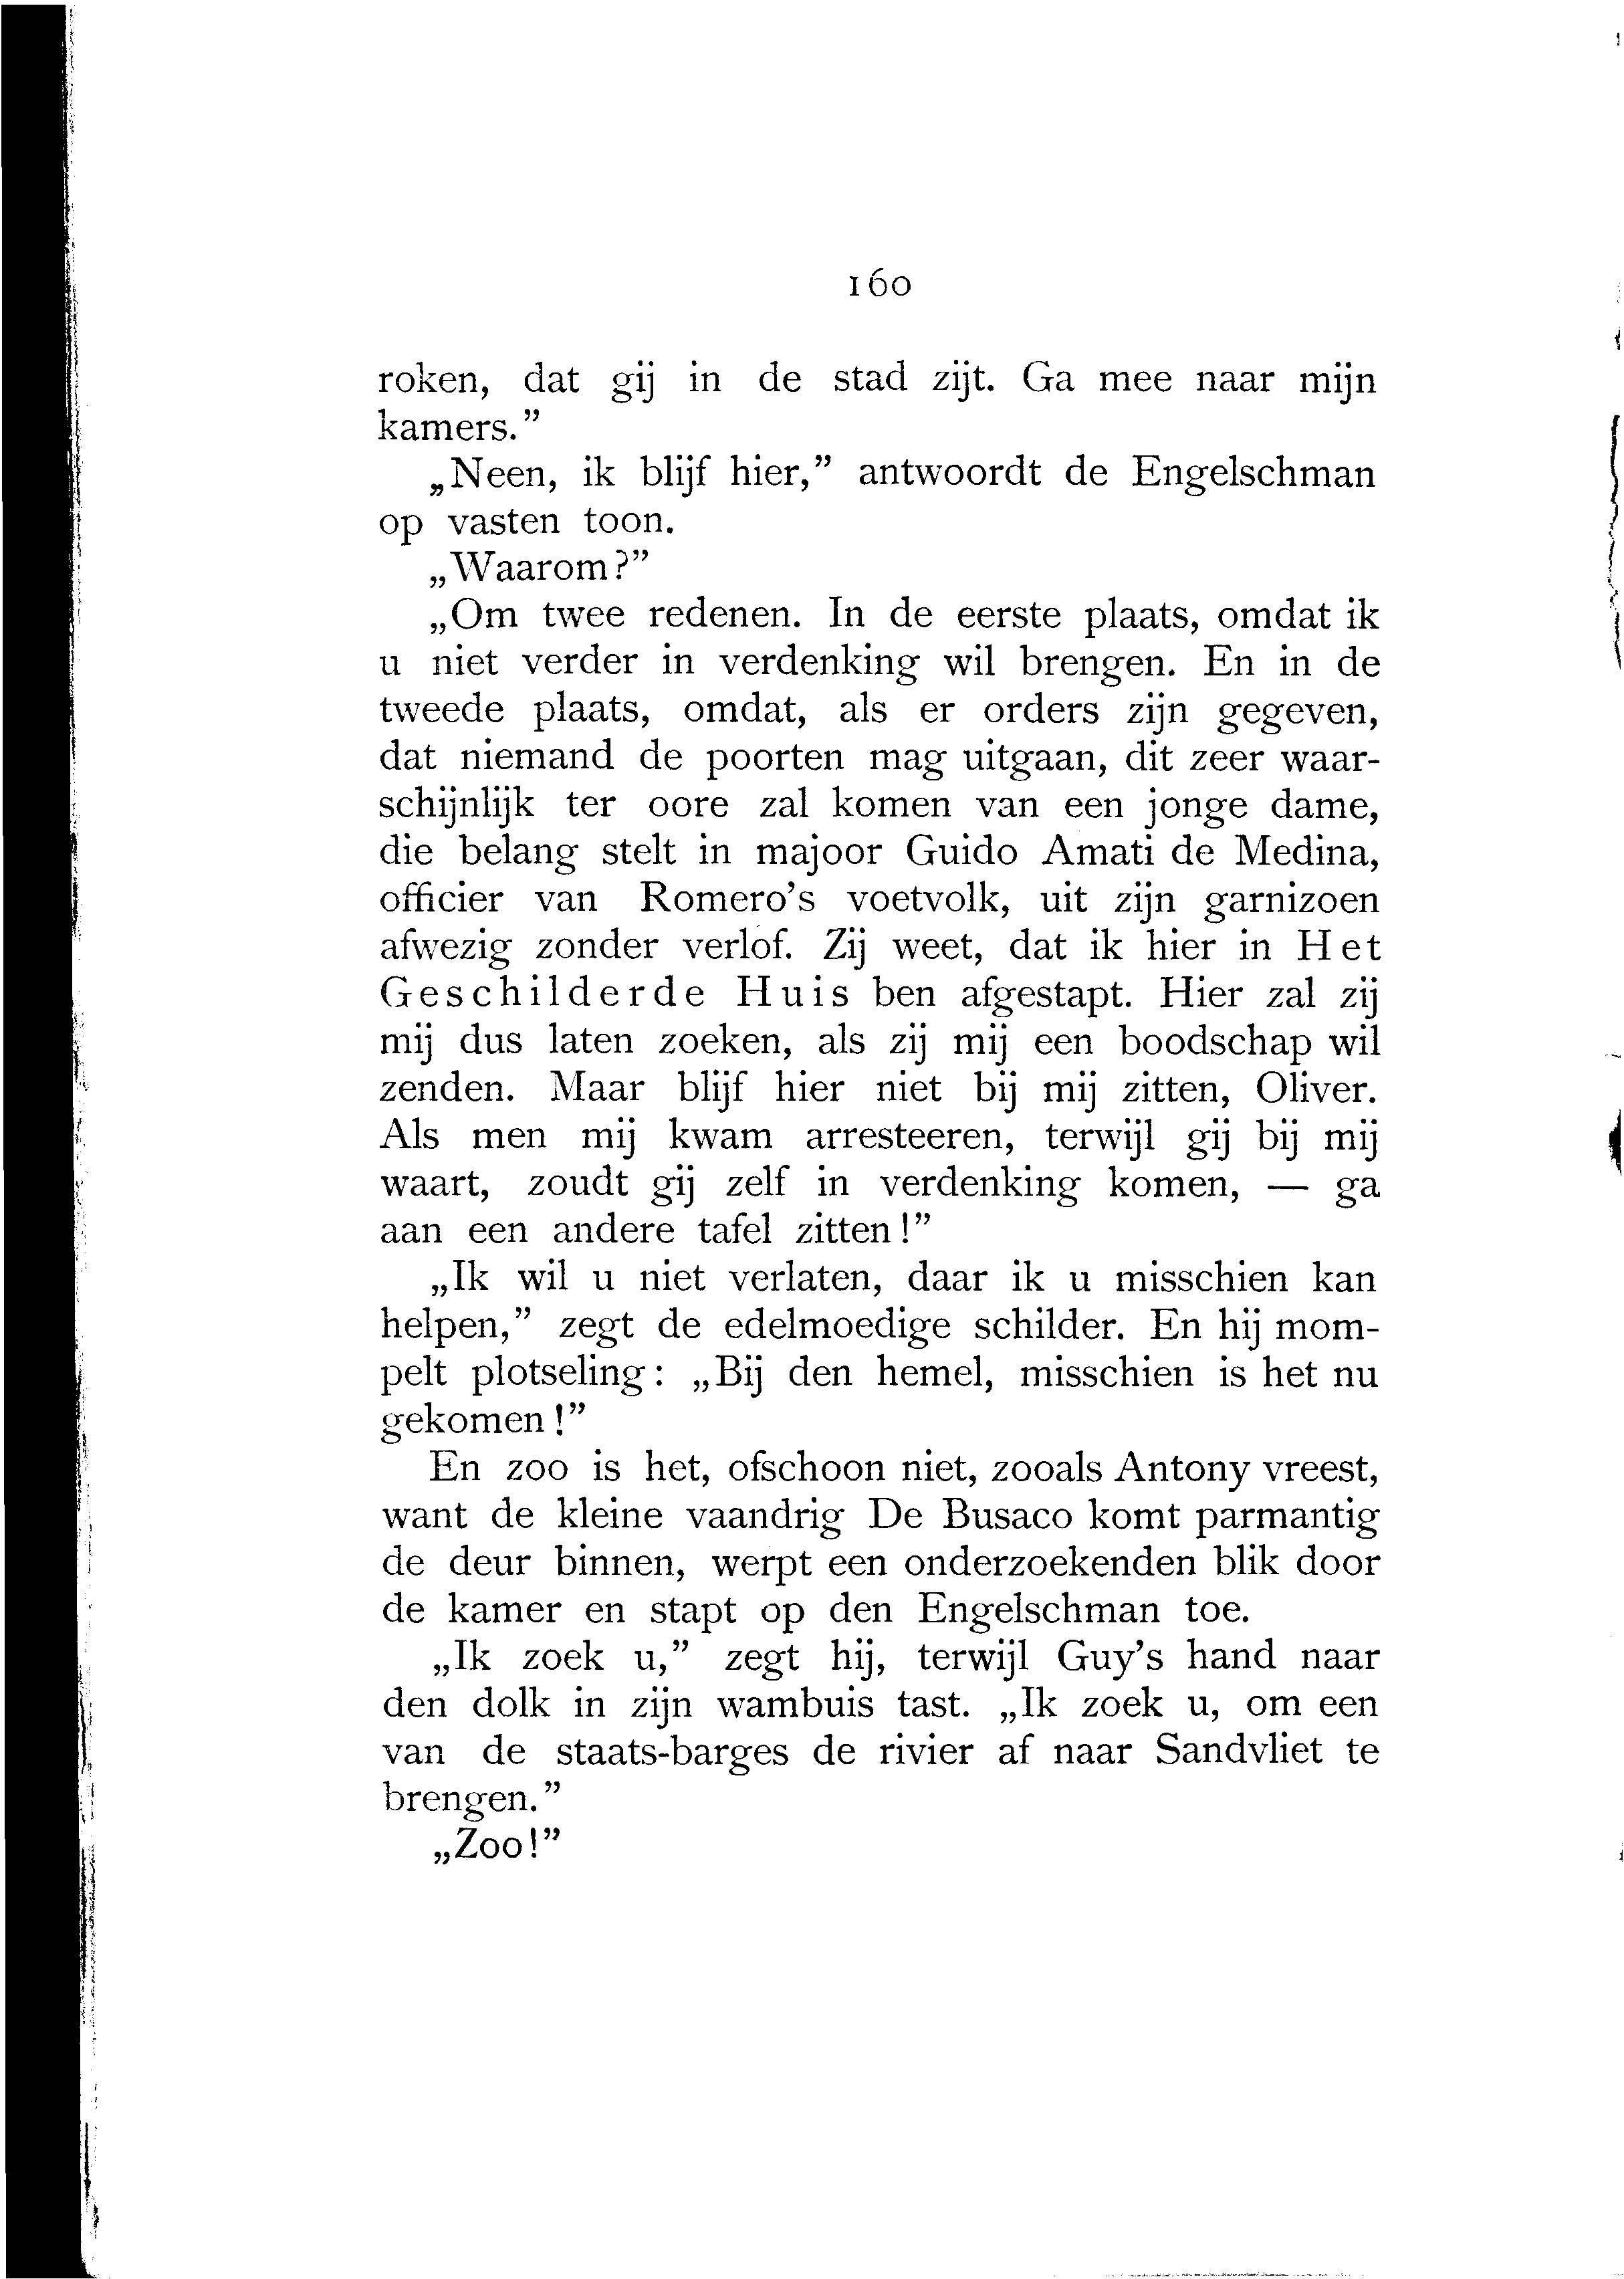 160
roken, dat gij in de stad zijt. Ga mee naar mijn
kamers.”
„Neen, ik blijf hier,” antwoordt de Engelschman
op vasten toon.
„Waarom?”
„Om twee redenen. In de eerste plaats, omdat ik
u niet verder in verdenking wil brengen. En in de
tweede plaats, omdat, als er orders zijn gegeven,
dat niemand de poorten mag uitgaan, dit zeer waar-
schijnlijk ter oore zal komen van een jonge dame,
die belang stelt in majoor Guido Amati de Medina,
officier van Romero’s voetvolk, uit zijn garnizoen
afwezig zonder verlof. Zij weet, dat ik hier in Het
Geschilderde Huis ben afgestapt. Hier zal zij
mij dus laten zoeken, als zij mij een boodschap wil
zenden. Maar blijf hier niet bij mij zitten, Oliver.
Als men mij kwam arresteeren, terwijl gij bij mij
waart, zoudt gij zelf in verdenking komen, — ga
aan een andere tafel zitten!”
„Ik wil u niet verlaten, daar ik u misschien kan
helpen,” zegt de edelmoedige schilder. En hij mom-
pelt plotseling: „Bij den hemel, misschien is het nu
gekomen!”
En zoo is het, ofschoon niet, zooals Antony vreest,
want de kleine vaandrig De Busaco komt parmantig
de deur binnen, werpt een onderzoekenden blik door
de kamer en stapt op den Engelschman toe.
„Ik zoek u,” zegt hij, terwijl Guy’s hand naar
den dolk in zijn wambuis tast. „Ik zoek u, om een
van de staats-barges de rivier af naar Sandvliet te
brengen.”
„Zoo!”